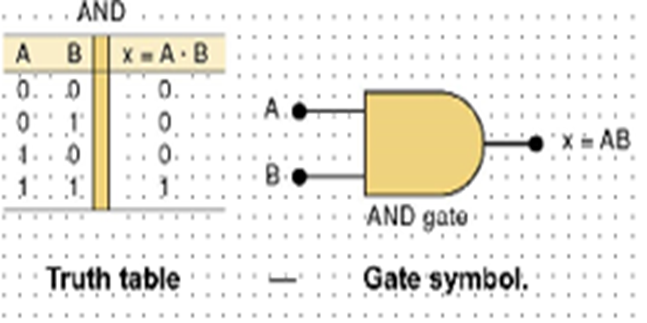 AND
A B x = A · B
0 0 0
0 1 0
1 0 0
1 1 1
A
B
x = AB
AND gate
Truth table — Gate symbol.